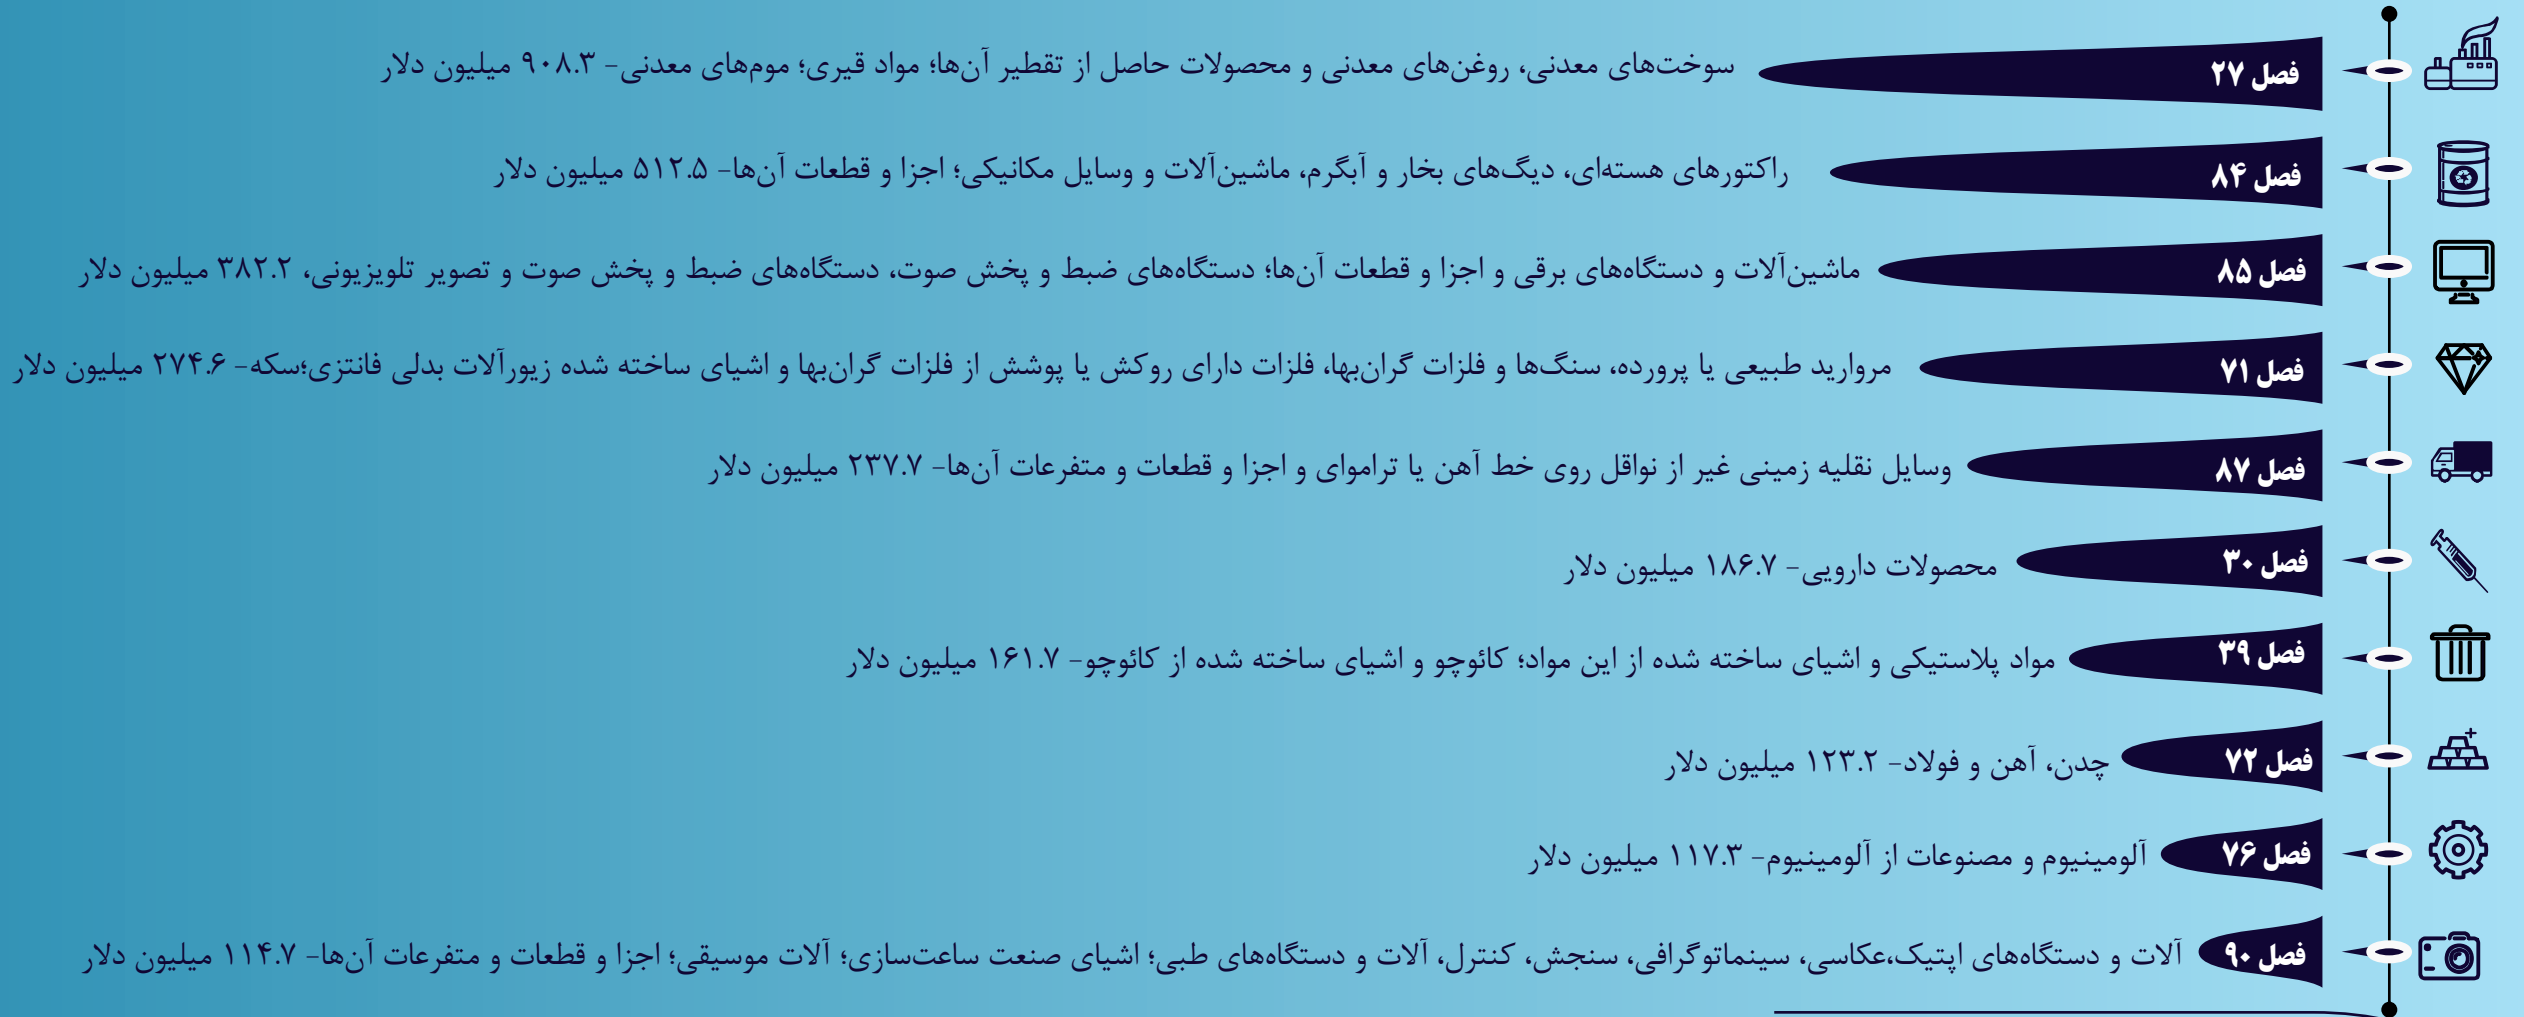 فصل ۲۷ سوخت‌های معدنی، روغن‌های معدنی و محصولات حاصل از تقطیر آن‌ها؛ مواد قیری؛ موم‌های معدنی- ۹۰۸.۳ میلیون دلار
فصل ۸۴ راکتورهای هسته‌ای، دیگ‌های بخار و آبگرم، ماشین‌آلات و وسایل مکانیکی؛ اجزا و قطعات آن‌ها- ۵۱۲.۵ میلیون دلار
فصل ۸۵ ماشین‌آلات و دستگاه‌های برقی و اجزا و قطعات آن‌ها؛ دستگاه‌های ضبط و پخش صوت، دستگاه‌های ضبط و پخش صوت و تصویر تلویزیونی، ۳۸۲.۲ میلیون دلار
فصل ۷۱ مروارید طبیعی یا پرورده، سنگ‌ها و فلزات گران‌بها، فلزات دارای روکش یا پوشش از فلزات گران‌بها و اشیای ساخته شده زیورآلات بدلی فانتزی؛سکه- ۲۷۴.۶ میلیون دلار
فصل ۸۷ وسایل نقلیه زمینی غیر از نواقل روی خط آهن یا تراموای و اجزا و قطعات و متفرعات آن‌ها- ۲۳۷.۷ میلیون دلار
فصل ۳۰ محصولات دارویی- ۱۸۶.۷ میلیون دلار
فصل ۳۹ مواد پلاستیکی و اشیای ساخته شده از این مواد؛ کائوچو و اشیای ساخته شده از کائوچو- ۱۶۱.۷ میلیون دلار
فصل ۷۲ چدن، آهن و فولاد- ۱۲۳.۲ میلیون دلار
فصل ۷۶ آلومینیوم و مصنوعات از آلومینیوم- ۱۱۷.۳ میلیون دلار
فصل ۹۰ آلات و دستگاه‌های اپتیک،عکاسی، سینماتوگرافی، سنجش، کنترل، آلات و دستگاه‌های طبی؛ اشیای صنعت ساعت‌سازی؛ آلات موسیقی؛ اجزا و قطعات و متفرعات آن‌ها- ۱۱۴.۷ میلیون دلار